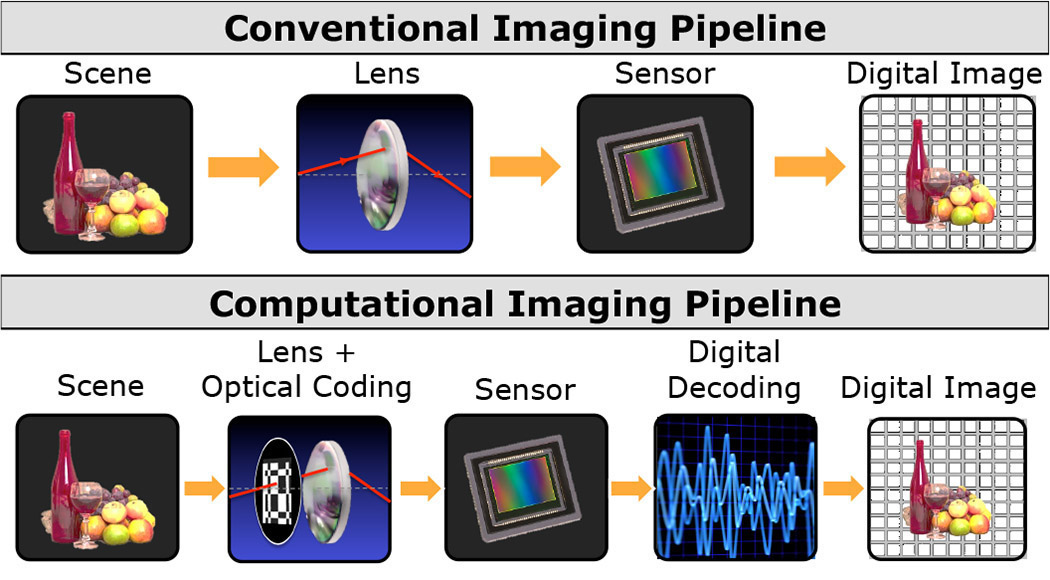 Conventional Imaging Pipeline
Scene
Lens
Sensor
Digital Image
Computational Imaging Pipeline
Scene
Lens +
Optical Coding
Sensor
Digital
Decoding
Digital Image